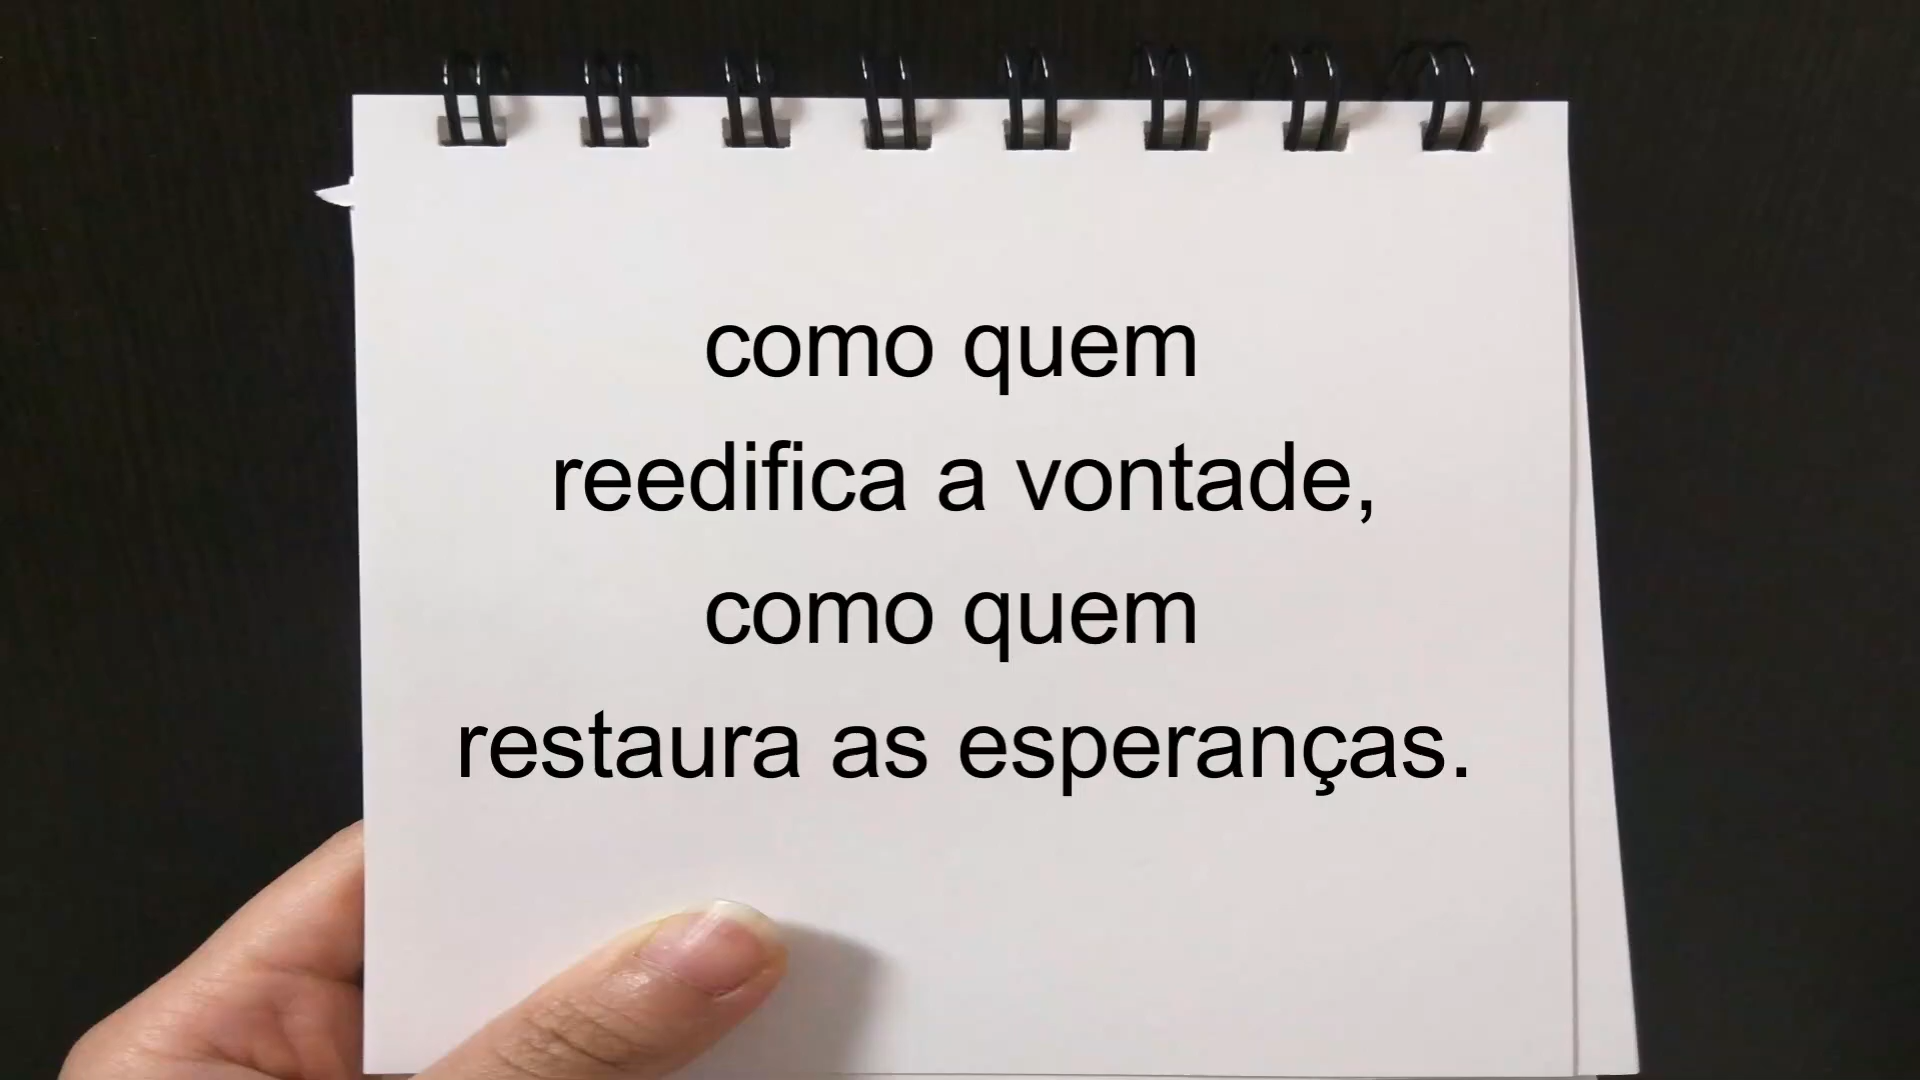 como quem
reedifica a vontade,
como quem
restaura as esperanças.